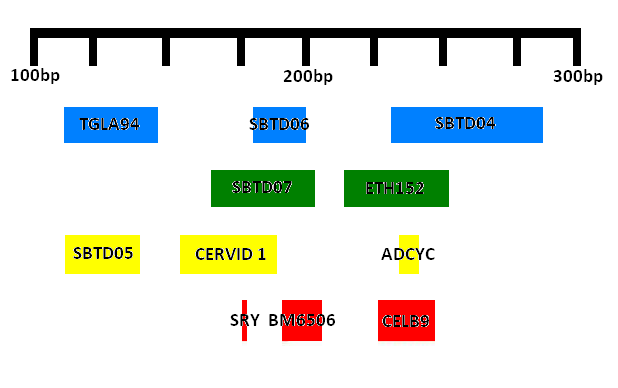 100bp 200bp 300bp
TGLA94 SBTD06 SBTD04
SBTD07 ETH152
SBTD05 CERVID 1 ADCYC
SRY BM6506 CELB9